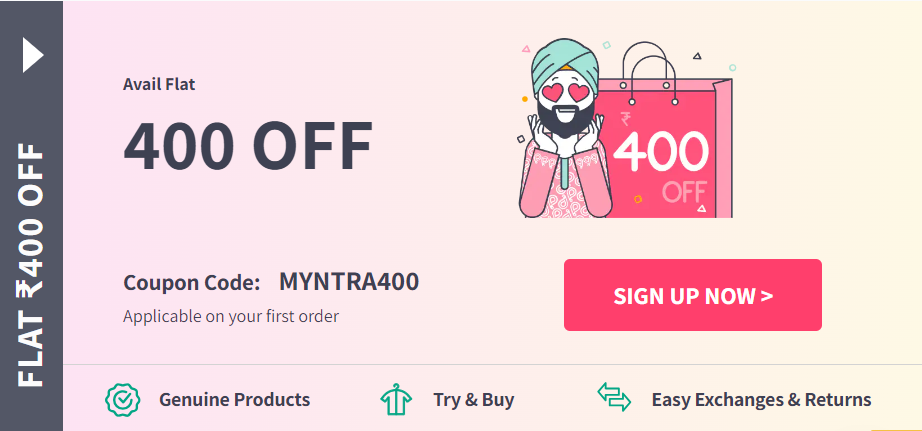 FLAT ₹400 OFF
Avail Flat
400 OFF
₹
400
OFF
Coupon Code: MYNTRA400
Applicable on your first order
SIGN UP NOW >
Genuine Products
Try & Buy
Easy Exchanges & Returns